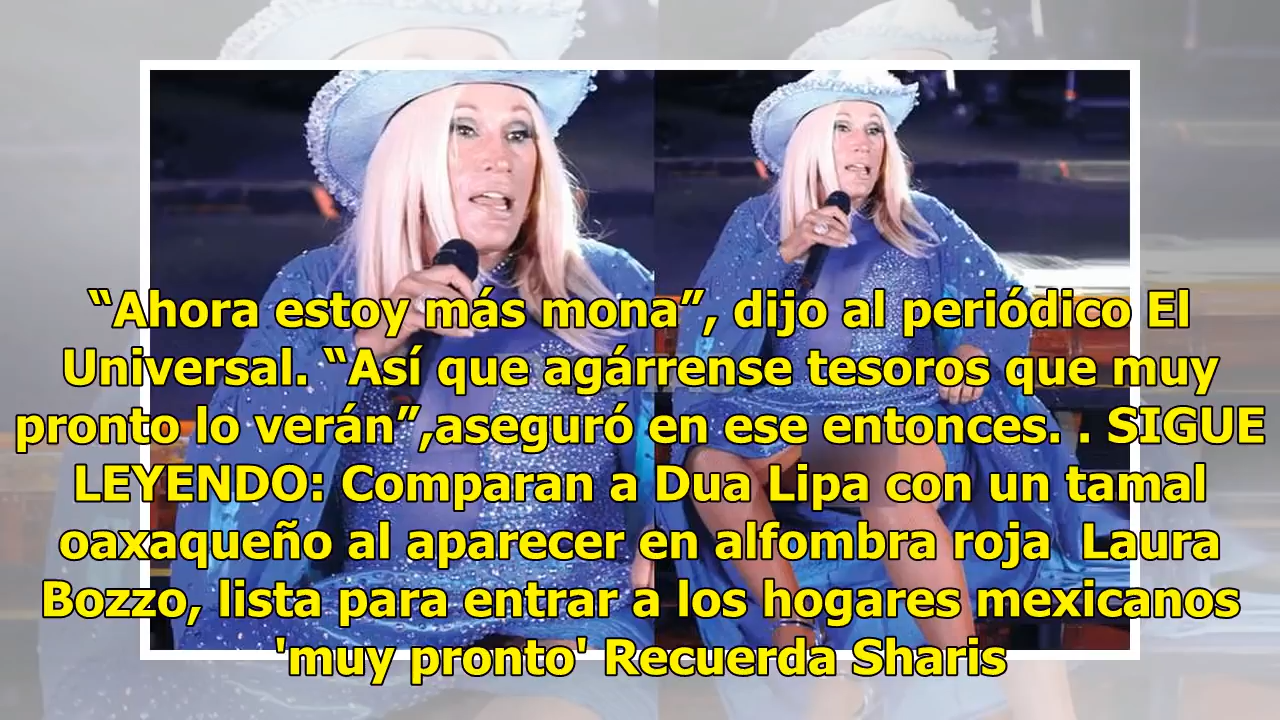 “Ahora estoy más mona”, dijo al periódico El
Universal. “Así que agárrense tesoros que muy
pronto lo verán”,aseguró en ese entonces. . SIGUE
LEYENDO: Comparan a Dua Lipa con un tamal
oaxaqueño al aparecer en alfombra roja  Laura
Bozzo, lista para entrar a los hogares mexicanos
'muy pronto' Recuerda Sharis